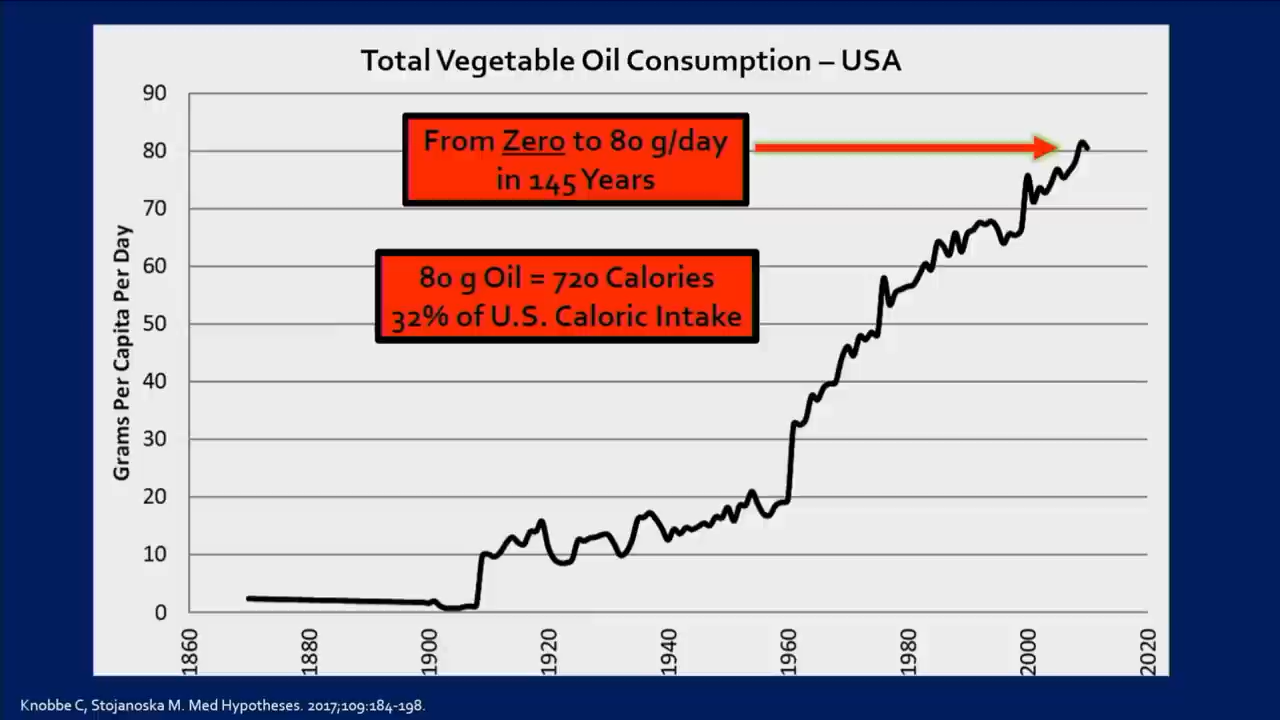 Total Vegetable Oil Consumption – USA
90
80
70
60
50
40
30
20
10
0
Grams Per Capita Per Day
From Zero to 80 g/day
in 145 Years
80 g Oil = 720 Calories
32% of U.S. Caloric Intake
1860
1880
1900
1920
1940
1960
1980
2000
2020
Knobbe C, Stojanoska M. Med Hypotheses. 2017;109:184-198.